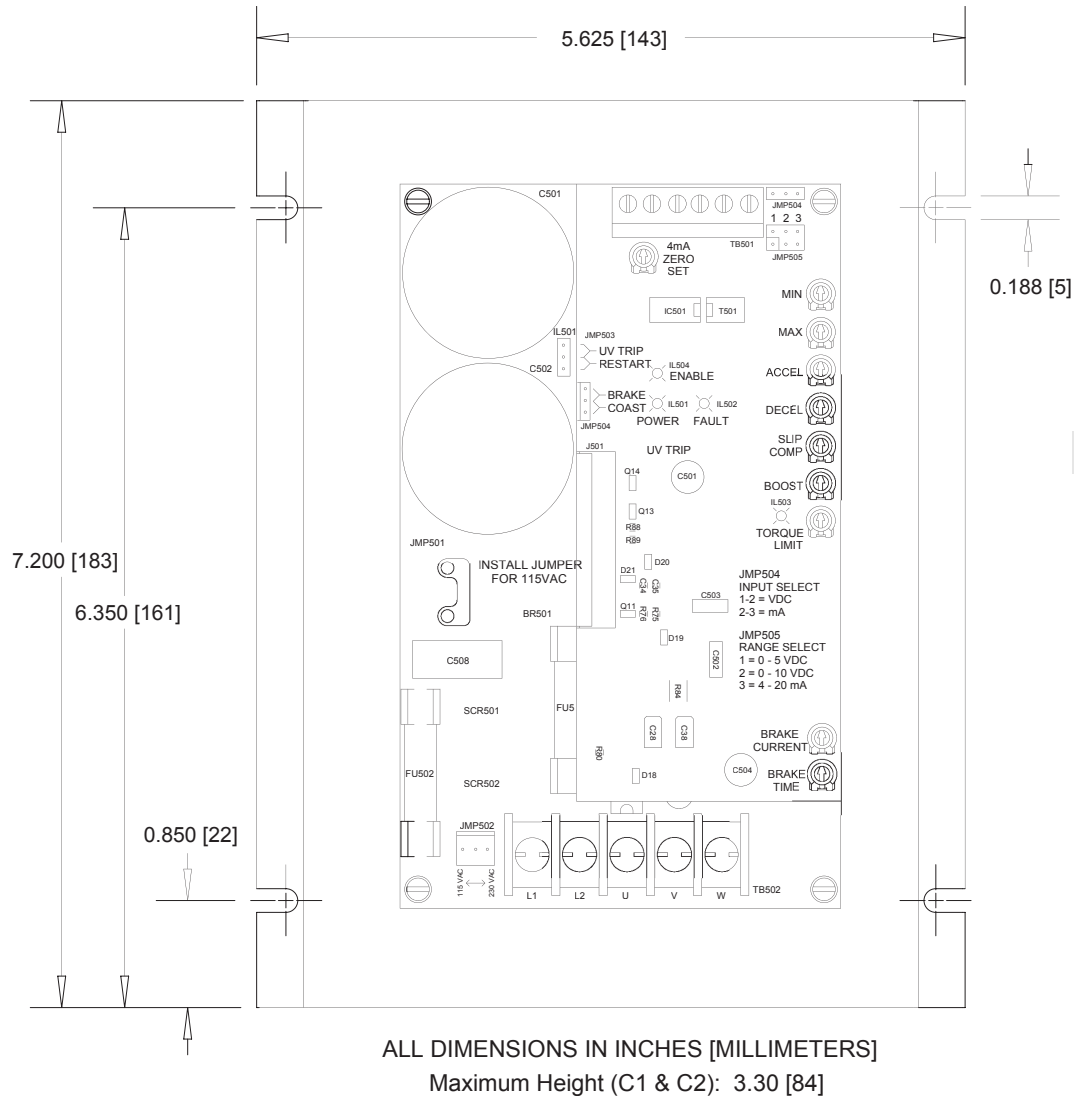 5.625 [143]
7.200 [183]
6.350 [161]
0.850 [22]
0.188 [5]
C501
JMP504
1 2 3
TB501
JMP505
4mA
ZERO
SET
MIN
IC501
T501
MAX
IL501
JMP503
UV TRIP
RESTART
C502
IL504
ENABLE
ACCEL
BRAKE
COAST
IL501
IL502
POWER
FAULT
DECEL
JMP504
SLIP
COMP
J501
UV TRIP
Q14
C501
BOOST
IL503
Q13
R88
R89
TORQUE
LIMIT
JMP501
INSTALL JUMPER
FOR 115VAC
D20
D21
C34
C35
JMP504
INPUT SELECT
1-2 = VDC
2-3 = mA
C503
BR501
Q11
R76
R75
D19
JMP505
RANGE SELECT
1 = 0 - 5 VDC
2 = 0 - 10 VDC
3 = 4 - 20 mA
C508
C502
R84
SCR501
FU5
C28
C38
BRAKE
CURRENT
R80
FU502
SCR502
D18
C504
BRAKE
TIME
JMP502
115 VAC
230 VAC
L1
L2
U
V
W
TB502
ALL DIMENSIONS IN INCHES [MILLIMETERS]
Maximum Height (C1 & C2): 3.30 [84]